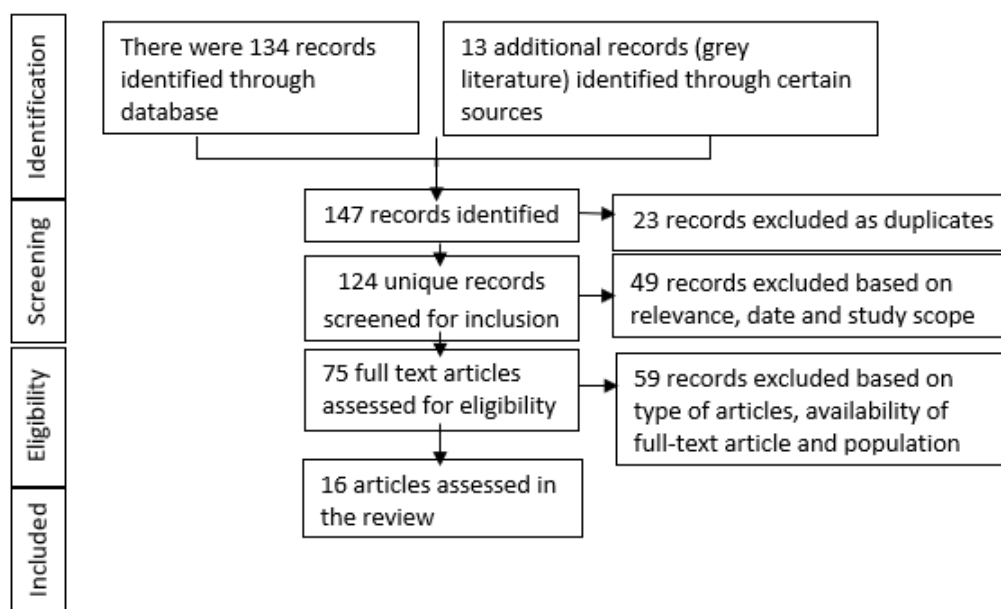 Identification
There were 134 records
identified through
database
13 additional records (grey
literature) identified through certain
sources
Screening
147 records identified
23 records excluded as duplicates
124 unique records
screened for inclusion
49 records excluded based on
relevance, date and study scope
Eligibility
75 full text articles
assessed for eligibility
59 records excluded based on
type of articles, availability of
full-text article and population
Included
16 articles assessed in
the review